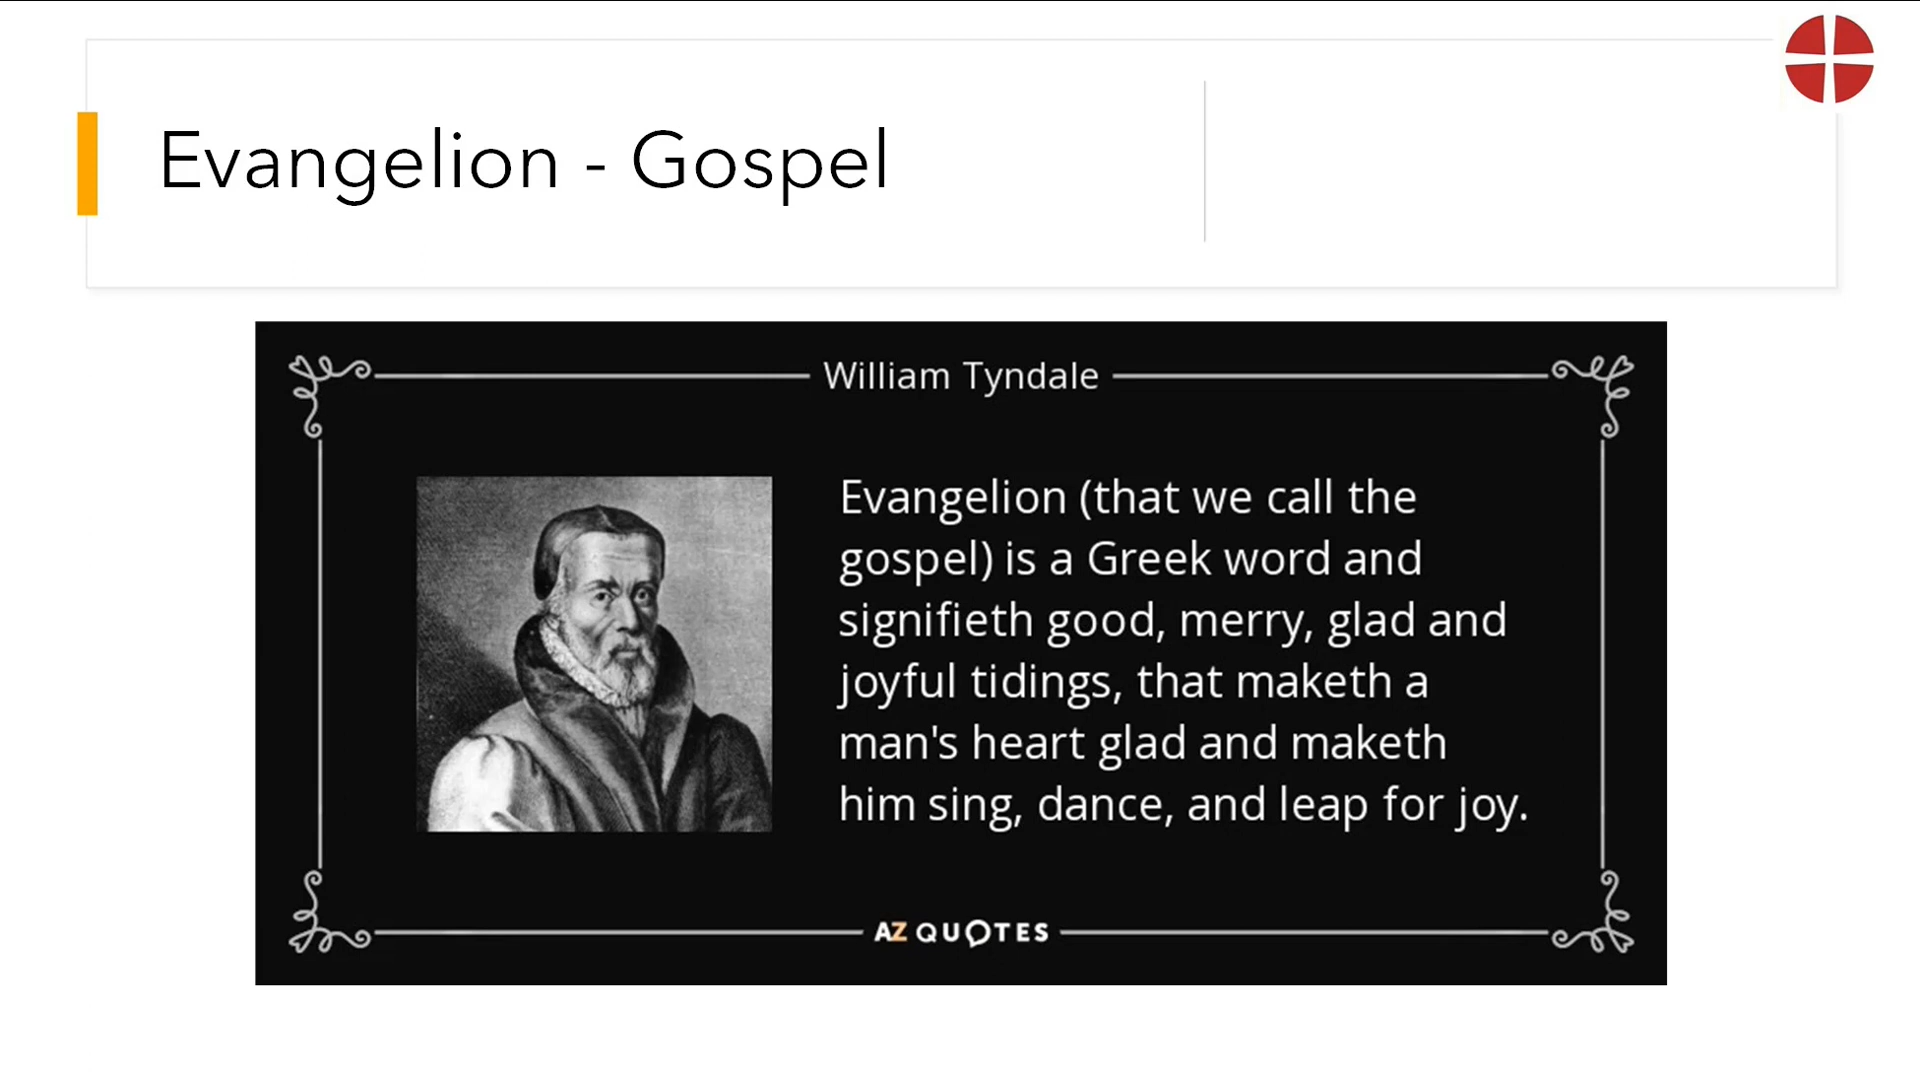 Evangelion - Gospel
William Tyndale
Evangelion (that we call the
gospel) is a Greek word and
signifieth good, merry, glad and
joyful tidings, that maketh a
man's heart glad and maketh
him sing, dance, and leap for joy.
AZ QUOTES